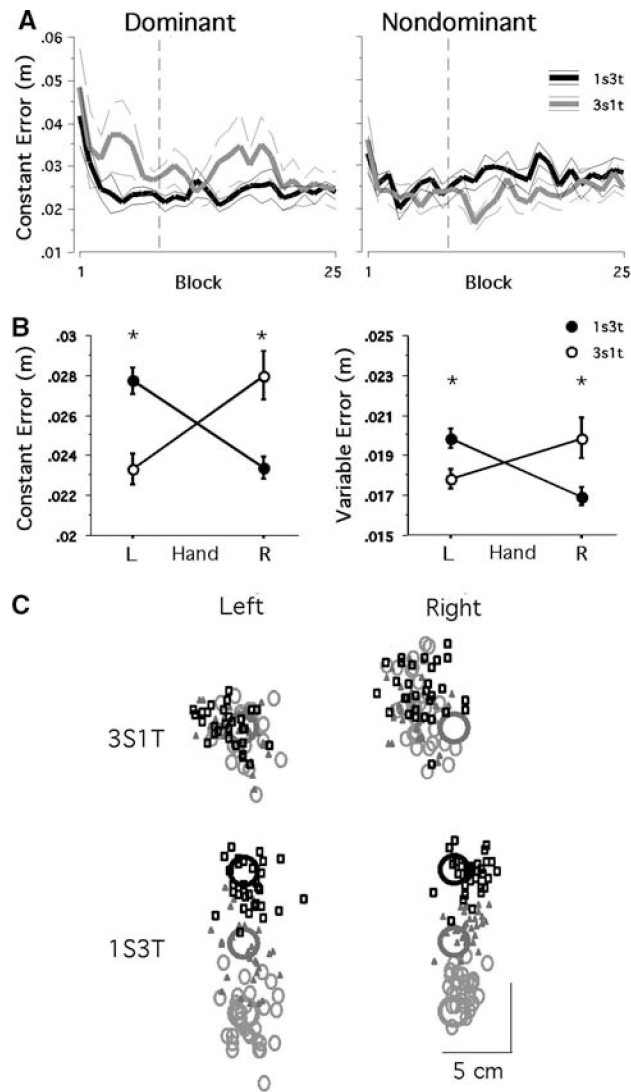 A
Dominant
Nondominant
Constant Error (m)
.06
.05
.04
.03
.02
.01
1
Block
25
1
Block
25
1s3t
3s1t
B
Constant Error (m)
.03
.028
.026
.024
.022
.02
* *
L Hand R
Variable Error (m)
.025
.023
.021
.019
.017
.015
* *
L Hand R
1s3t
3s1t
C
Left
Right
3S1T
1S3T
5 cm